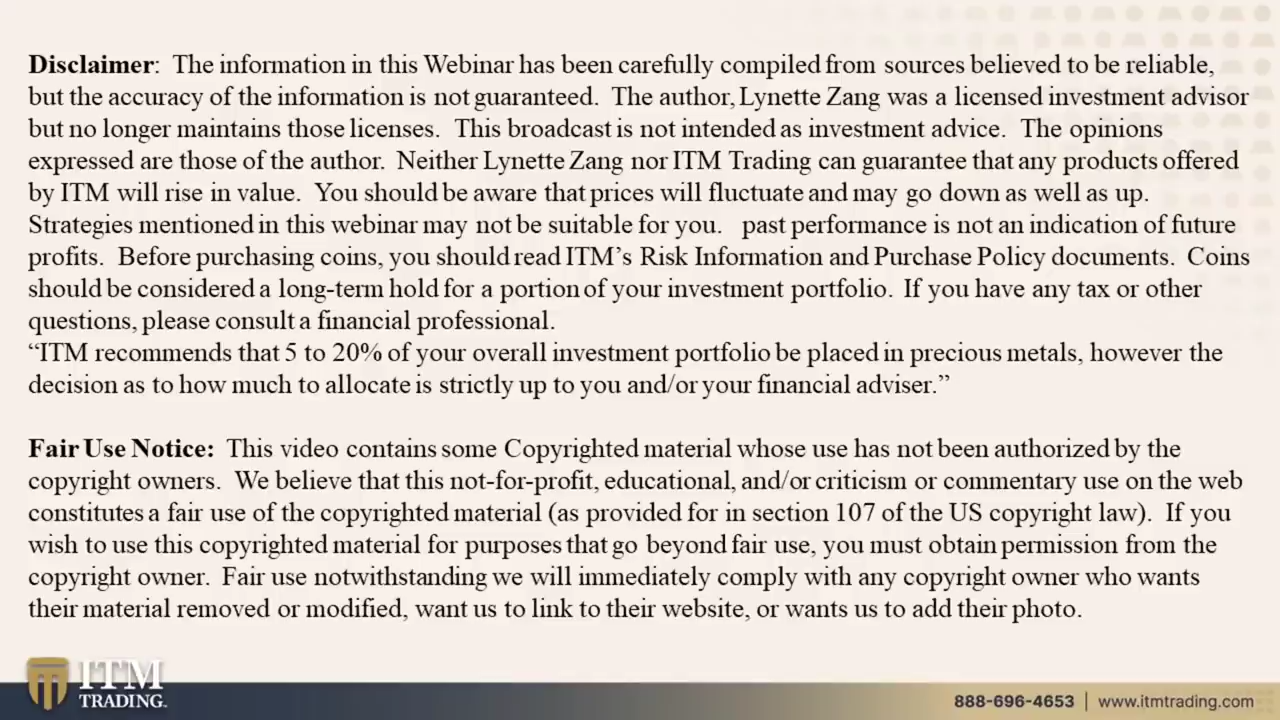 Disclaimer: The information in this Webinar has been carefully compiled from sources believed to be reliable,
but the accuracy of the information is not guaranteed. The author, Lynette Zang was a licensed investment advisor
but no longer maintains those licenses. This broadcast is not intended as investment advice. The opinions
expressed are those of the author. Neither Lynette Zang nor ITM Trading can guarantee that any products offered
by ITM will rise in value. You should be aware that prices will fluctuate and may go down as well as up.
Strategies mentioned in this webinar may not be suitable for you. past performance is not an indication of future
profits. Before purchasing coins, you should read ITM's Risk Information and Purchase Policy documents. Coins
should be considered a long-term hold for a portion of your investment portfolio. If you have any tax or other
questions, please consult a financial professional.
“ITM recommends that 5 to 20% of your overall investment portfolio be placed in precious metals, however the
decision as to how much to allocate is strictly up to you and/or your financial adviser.”
Fair Use Notice: This video contains some Copyrighted material whose use has not been authorized by the
copyright owners. We believe that this not-for-profit, educational, and/or criticism or commentary use on the web
constitutes a fair use of the copyrighted material (as provided for in section 107 of the US copyright law). If you
wish to use this copyrighted material for purposes that go beyond fair use, you must obtain permission from the
copyright owner. Fair use notwithstanding we will immediately comply with any copyright owner who wants
their material removed or modified, want us to link to their website, or wants us to add their photo.
ITM
TRADING
888-696-4653 | www.itmtrading.com